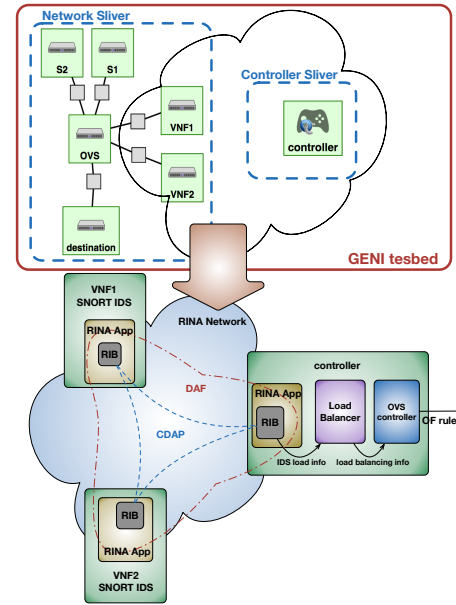 Network Sliver
S2
S1
Controller Sliver
VNF1
OVS
controller
VNF2
destination
GENI tesbed
VNF1
SNORT IDS
RINA Network
RINA App
RIB
controller
DAF
RINA App
Load
Balancer
OVS
controller
RIB
OF rule
CDAP
IDS load info
load balancing info
RIB
RINA App
VNF2
SNORT IDS